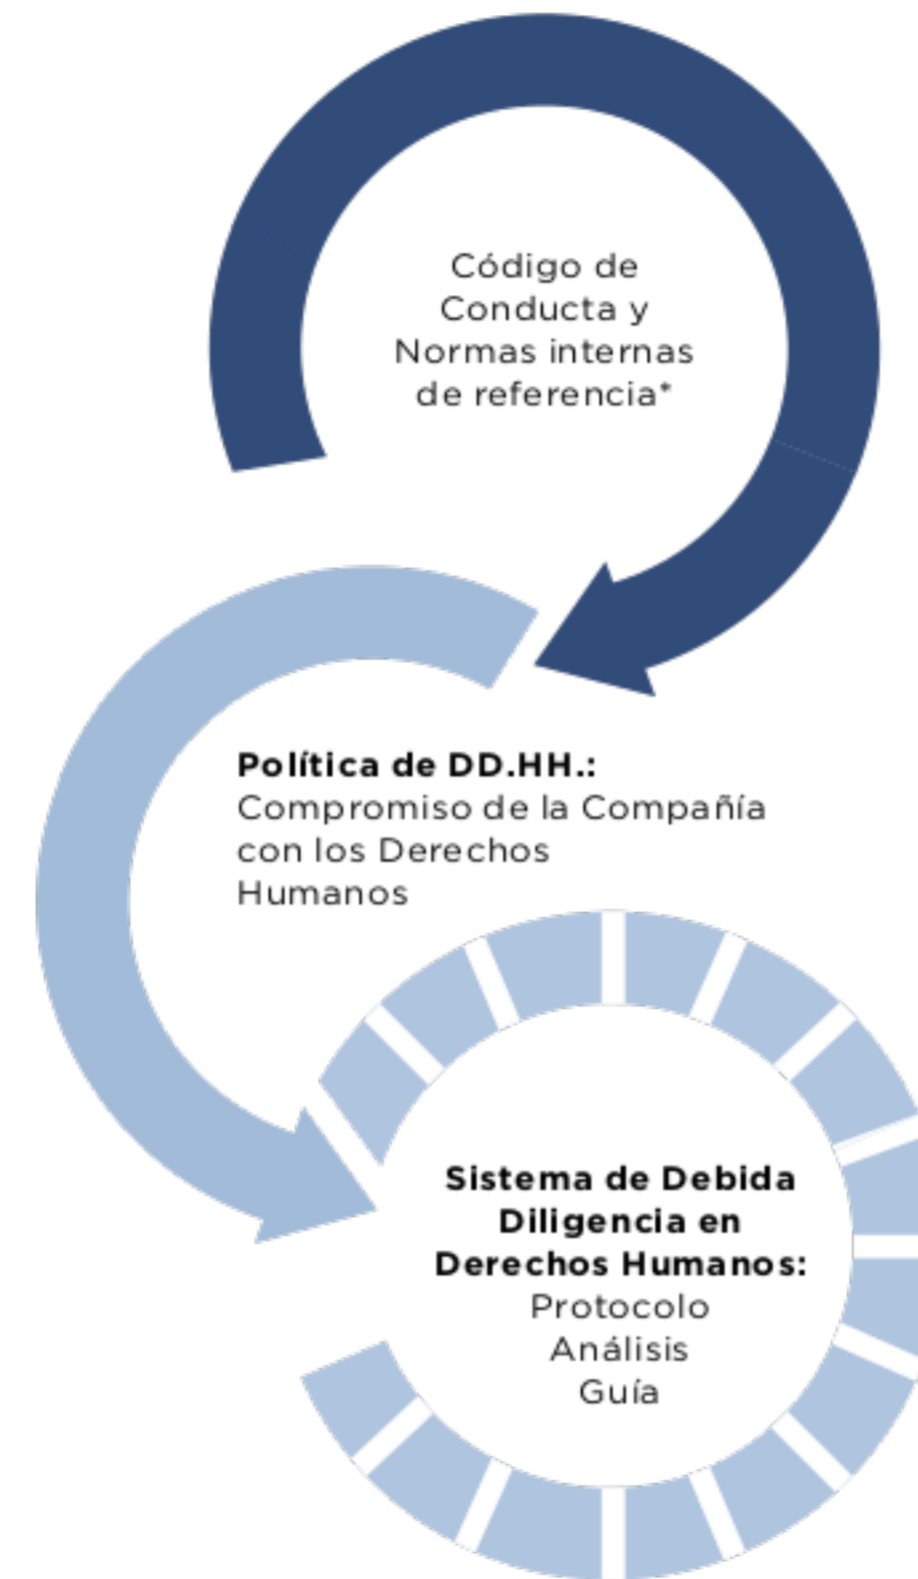 Código de
Conducta y
Normas internas
de referencia*
Política de DD.HH.:
Compromiso de la Compañía
con los Derechos
Humanos
Sistema de Debida
Diligencia en
Derechos Humanos:
Protocolo
Análisis
Guía